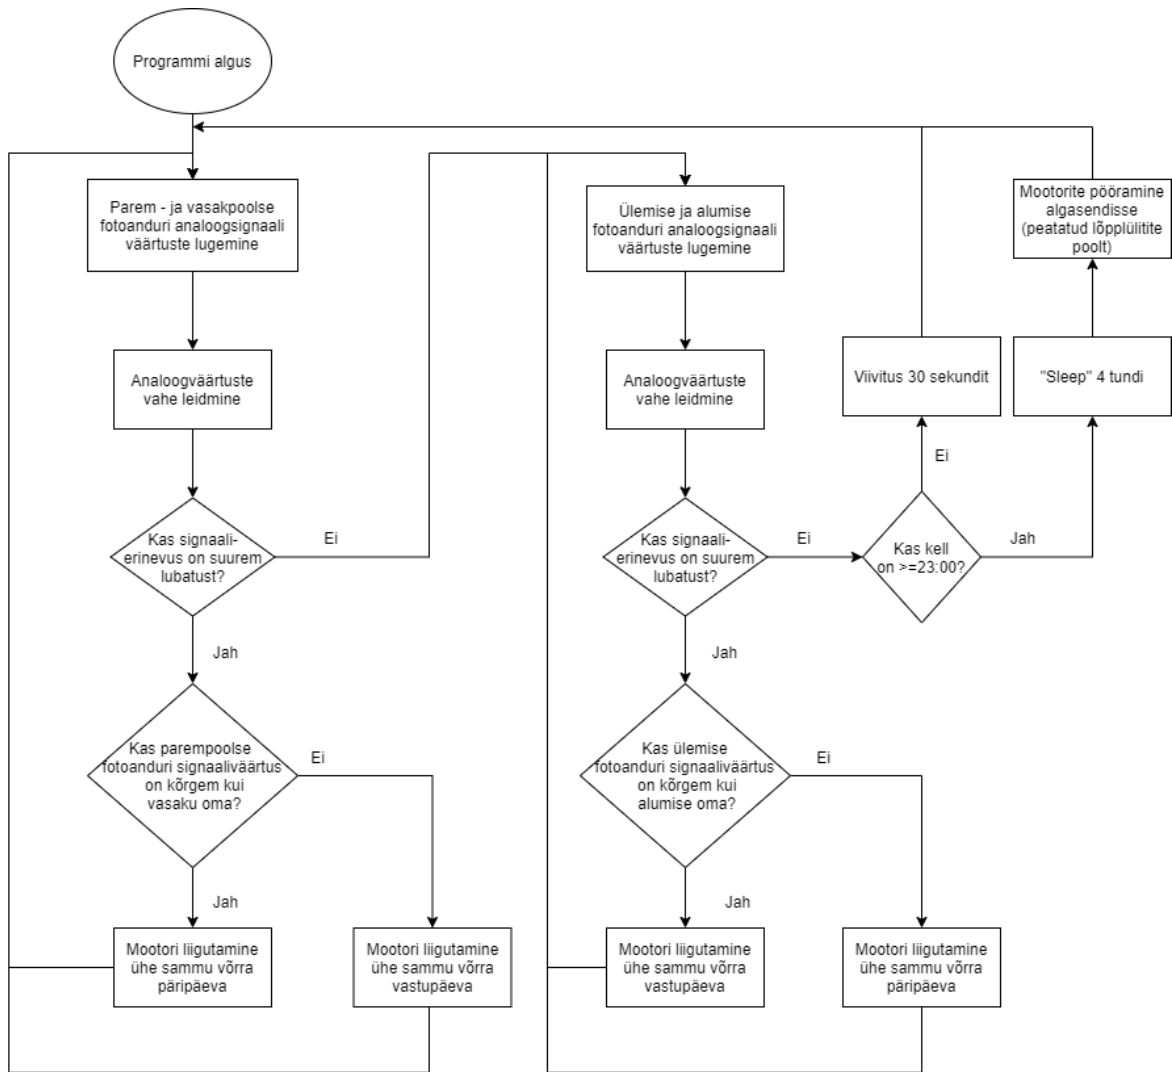 Programmi algus
Parem - ja vasakpoolse
fotoanduri analoogsignaali
väärtuste lugemine
Analoogväärtuste
vahe leidmine
Kas signaali-
erinevus on suurem
lubatust?
Ei
Jah
Kas parempoolse
fotoanduri signaaliväärtus
on kõrgem kui
vasaku oma?
Ei
Jah
Mootori liigutamine
ühe sammu võrra
päripäeva
Mootori liigutamine
ühe sammu võrra
vastupäeva
Ülemise ja alumise
fotoanduri analoogsignaali
väärtuste lugemine
Analoogväärtuste
vahe leidmine
Kas signaali-
erinevus on suurem
lubatust?
Ei
Jah
Kas ülemise
fotoanduri signaaliväärtus
on kõrgem kui
alumise oma?
Ei
Jah
Mootori liigutamine
ühe sammu võrra
vastupäeva
Mootori liigutamine
ühe sammu võrra
päripäeva
Kas kell
on >=23:00?
Ei
Jah
Viivitus 30 sekundit
"Sleep" 4 tundi
Mootorite pööramine
algasendisse
(peatatud lõpplülitite
poolt)